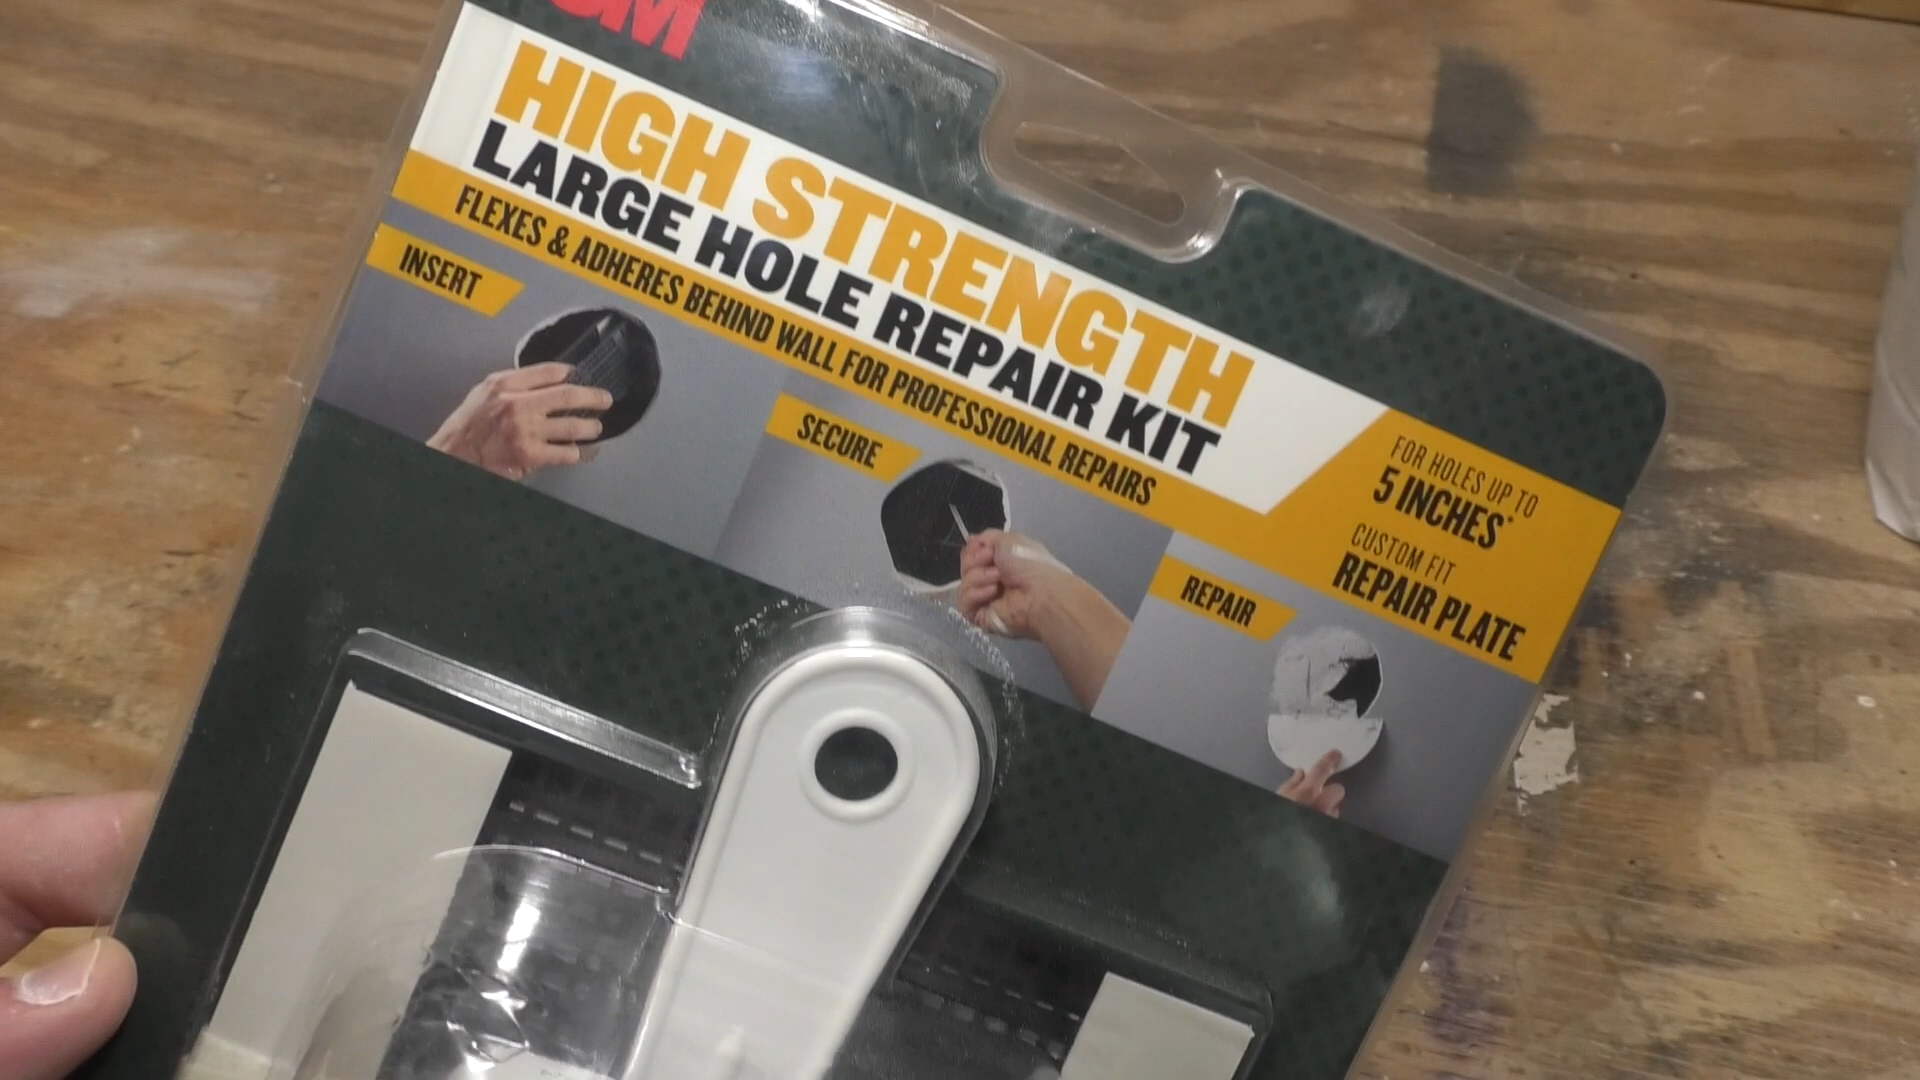 3M
HIGH STRENGTH
LARGE HOLE REPAIR KIT
FLEXES & ADHERES BEHIND WALL FOR PROFESSIONAL REPAIRS
INSERT
SECURE
REPAIR
FOR HOLES UP TO
5 INCHES*
CUSTOM FIT
REPAIR PLATE